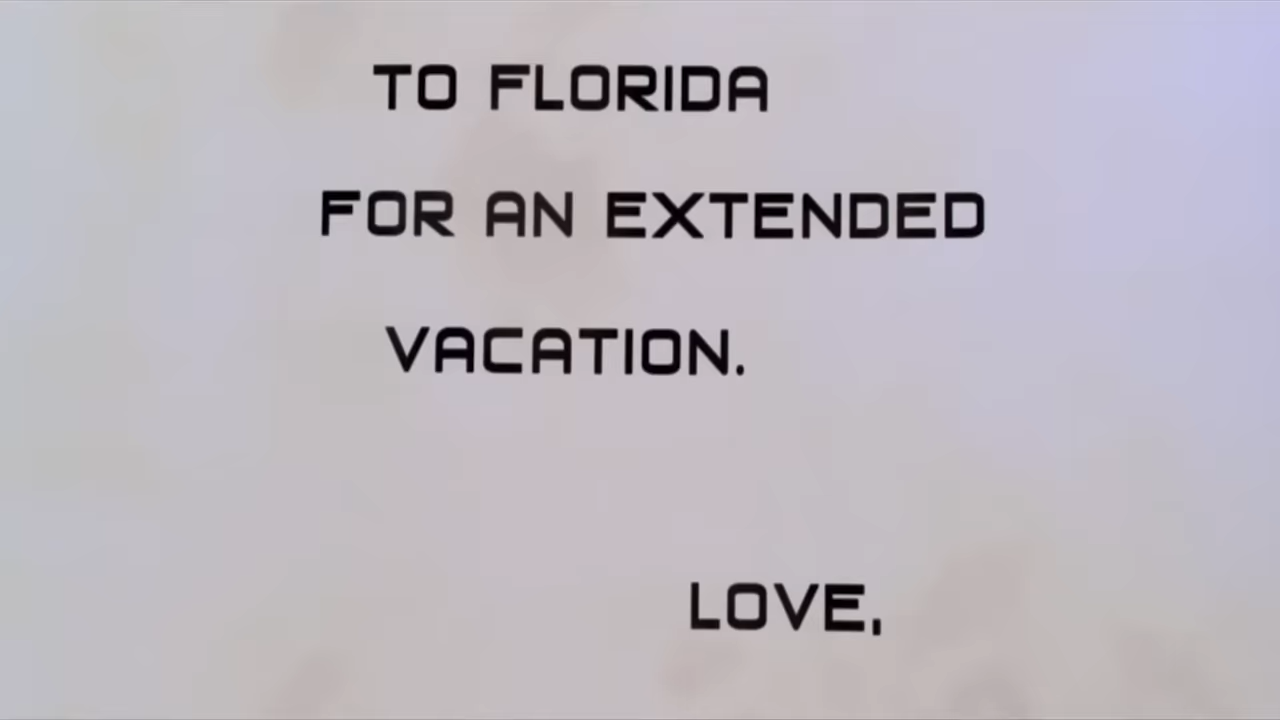 TO FLORIDA
FOR AN EXTENDED
VACATION.
LOVE,